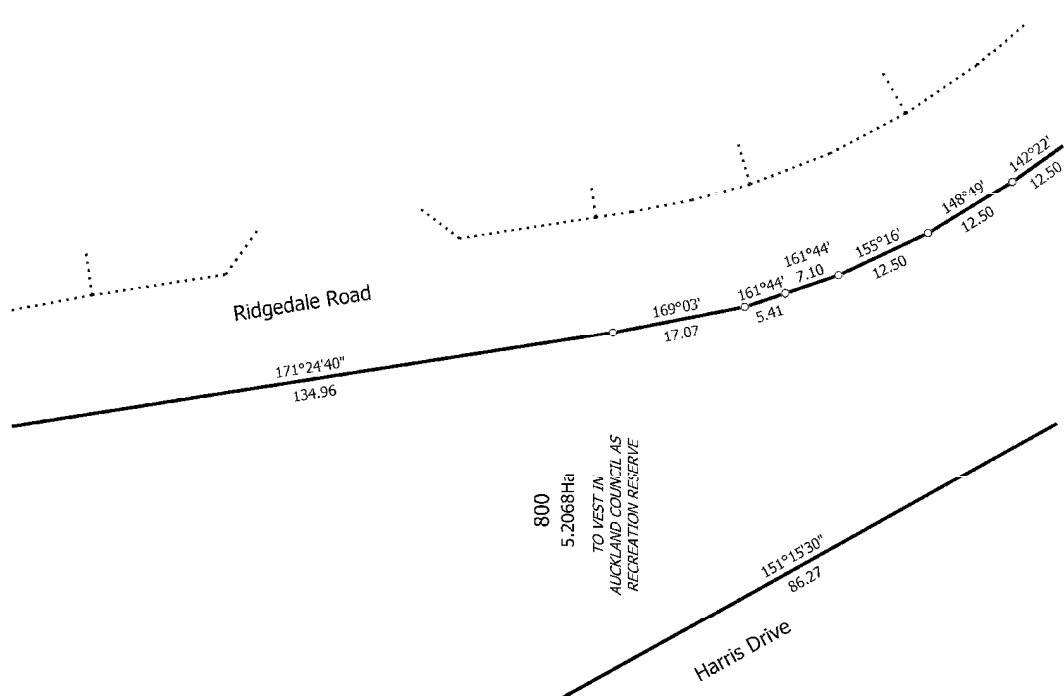 142°22'
12.50
148°49'
12.50
155°16'
12.50
161°44'
7.10
161°44'
5.41
169°03'
17.07
Ridgedale Road
171°24'40"
134.96
800
5.2068Ha
TO VEST IN
AUCKLAND COUNCIL AS
RECREATION RESERVE
151°15'30"
86.27
Harris Drive